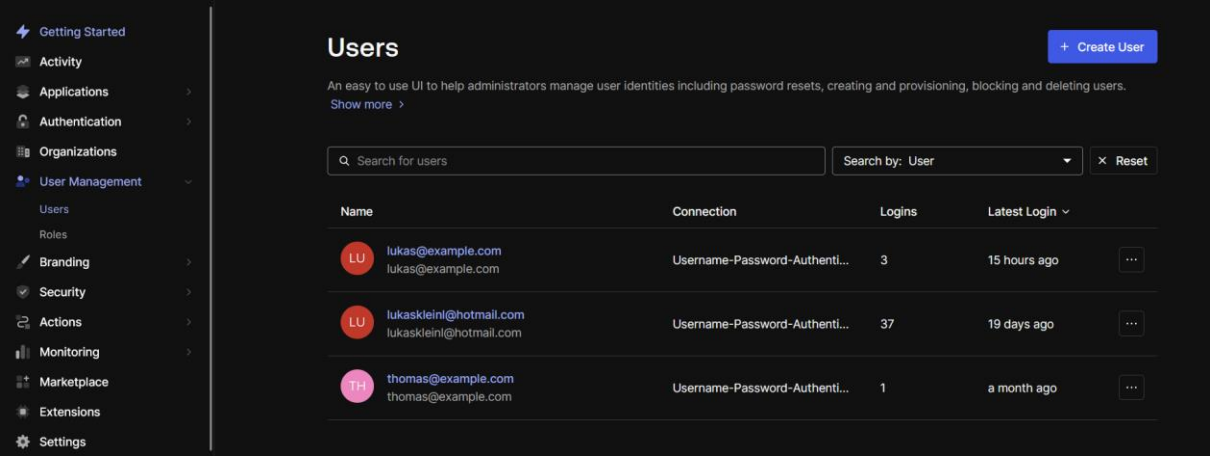 Getting Started
Activity
Applications
Authentication
Organizations
User Management
Users
Roles
Branding
Security
Actions
Monitoring
Marketplace
Extensions
Settings
Users
+ Create User
An easy to use UI to help administrators manage user identities including password resets, creating and provisioning, blocking and deleting users.
Show more >
Search for users
Search by: User
× Reset
Name Connection Logins Latest Login
LU lukas@example.com
lukas@example.com
Username-Password-Authenti... 3 15 hours ago ...
LU lukaskleinl@hotmail.com
lukaskleinl@hotmail.com
Username-Password-Authenti... 37 19 days ago ...
TH thomas@example.com
thomas@example.com
Username-Password-Authenti... 1 a month ago ...